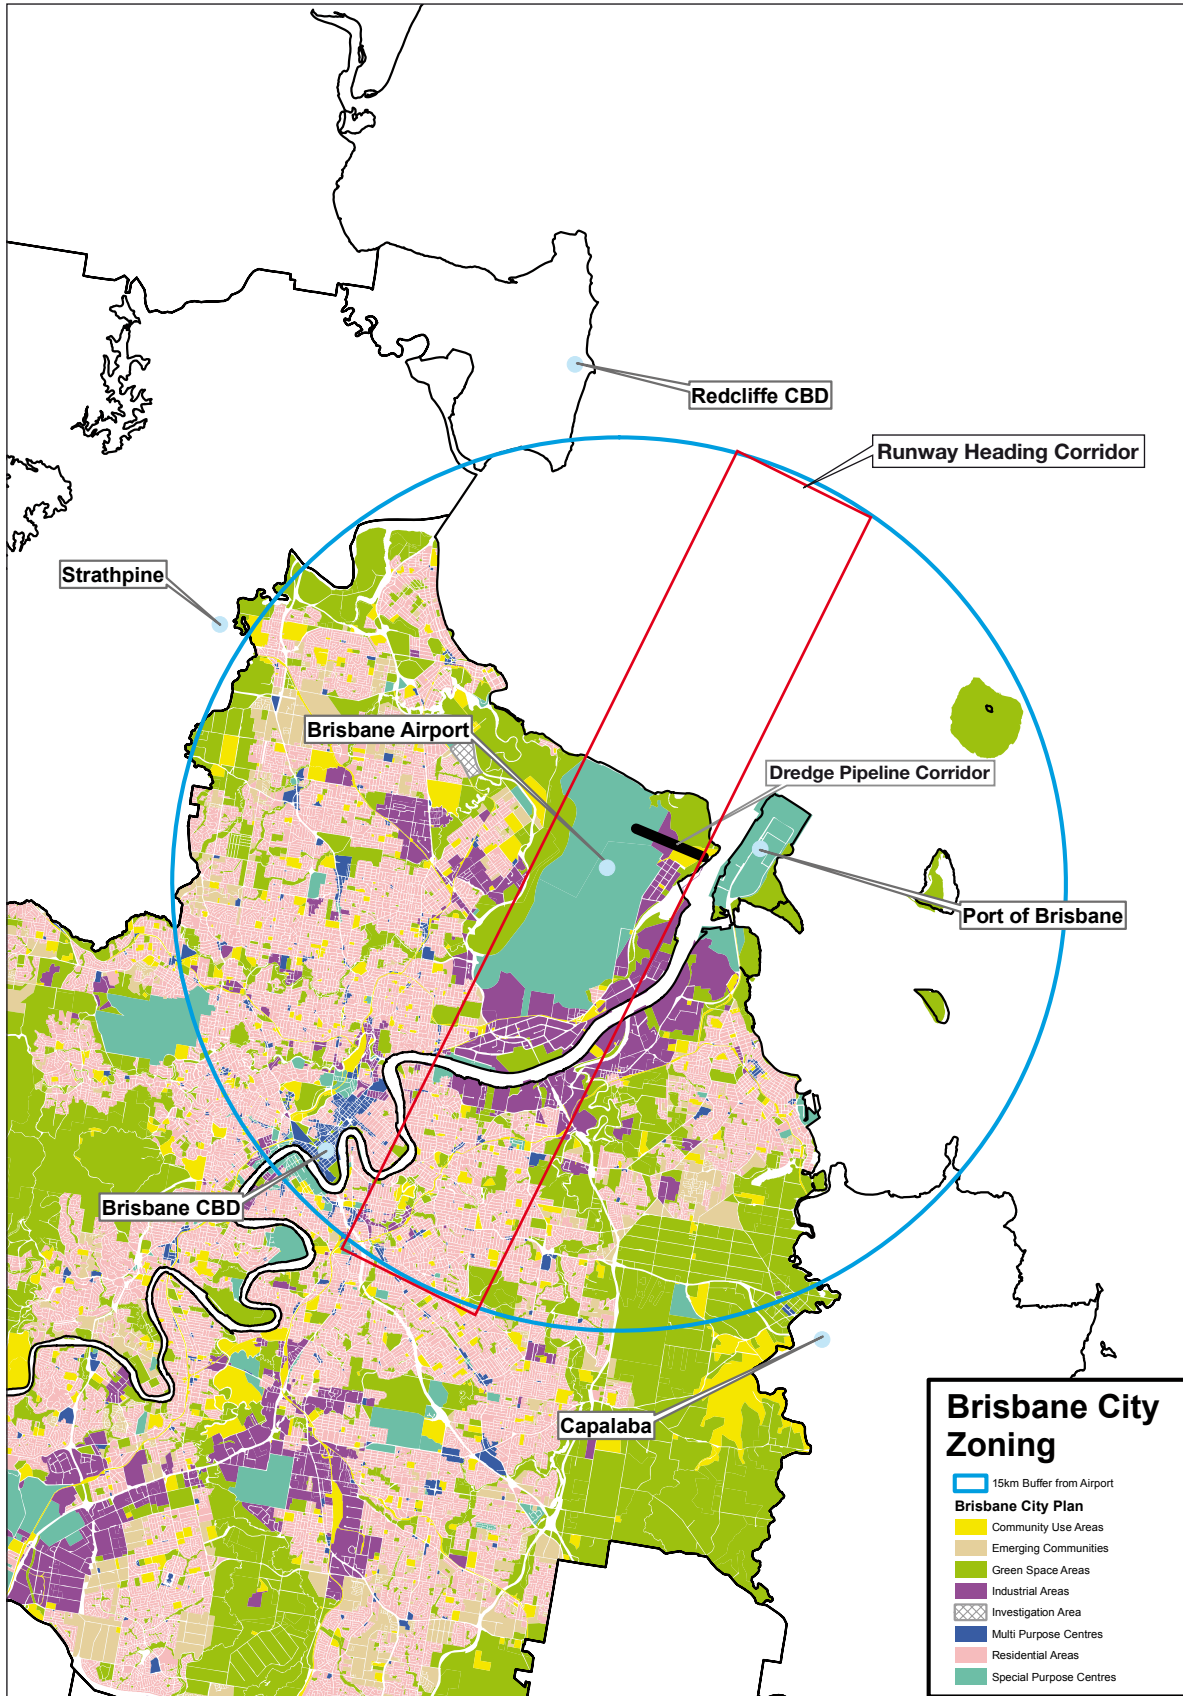 Redcliffe CBD
Runway Heading Corridor
Strathpine
Brisbane Airport
Dredge Pipeline Corridor
Port of Brisbane
Brisbane CBD
Capalaba
Brisbane City
Zoning
15km Buffer from Airport
Brisbane City Plan
Community Use Areas
Emerging Communities
Green Space Areas
Industrial Areas
Investigation Area
Multi Purpose Centres
Residential Areas
Special Purpose Centres